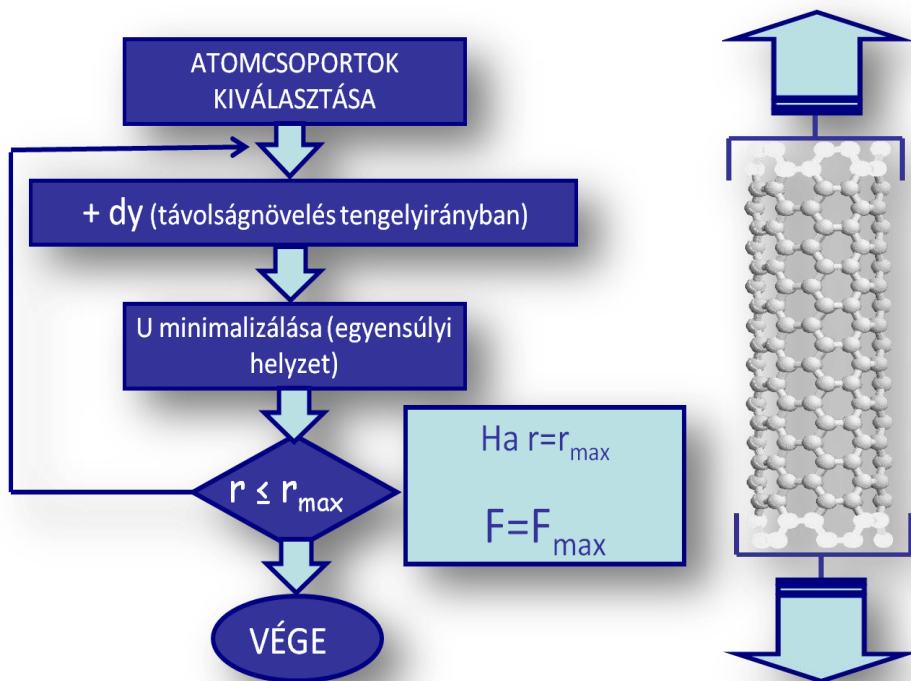 ATOMCSOPORTOK
KIVÁLASZTÁSA
+ dy (távolságnövelés tengelyirányban)
U minimalizálása (egyensúlyi
helyzet)
r ≤ rmax
Ha r=rmax
F=Fmax
VÉGE